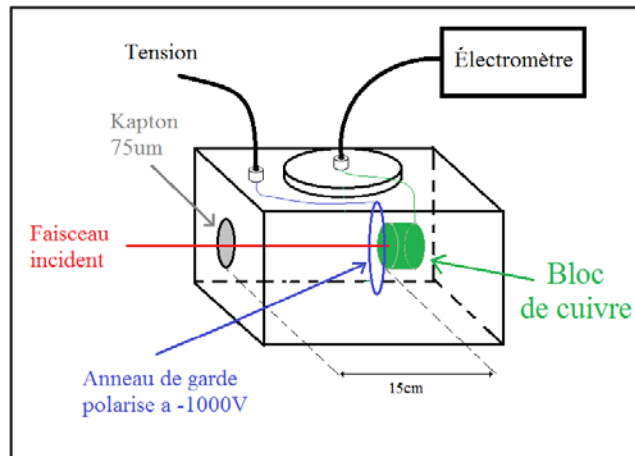 Tension
Électromètre
Kapton
75um
Faisceau
incident
Bloc
de cuivre
Anneau de garde
polarise a -1000V
15cm